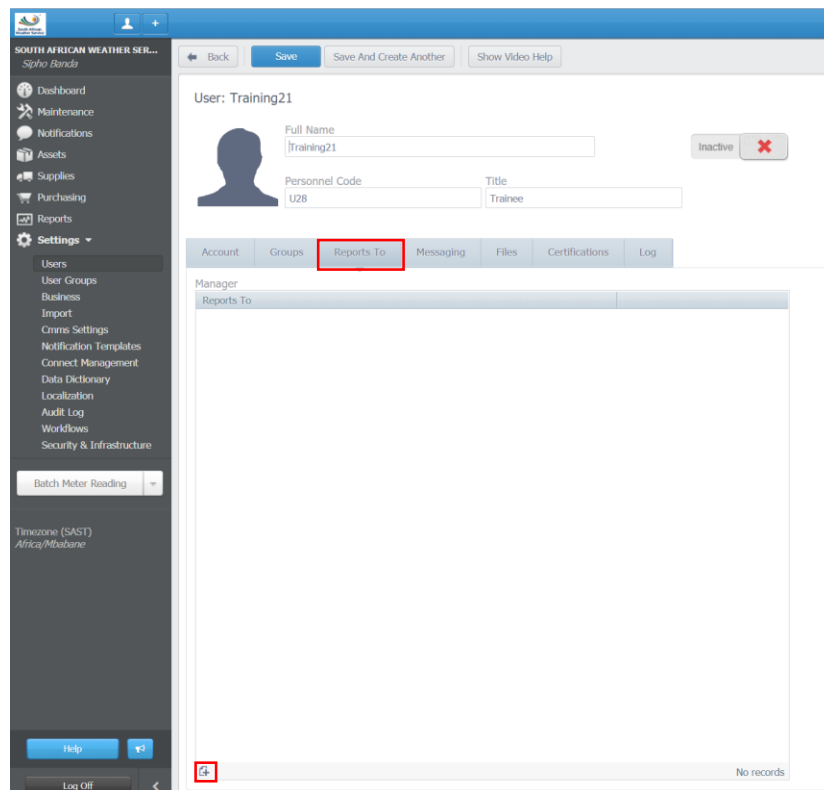 SOUTH AFRICAN WEATHER SER...
Sipho Banda
Dashboard
Maintenance
Notifications
Assets
Supplies
Purchasing
Reports
Settings
Users
User Groups
Business
Import
Cmms Settings
Notification Templates
Connect Management
Data Dictionary
Localization
Audit Log
Workflows
Security & Infrastructure
Batch Meter Reading
Timezone (SAST)
Africa/Mbabane
Help
Log Off
Back
Save
Save And Create Another
Show Video Help
User: Training21
Full Name
Training21
Inactive
Personnel Code
Title
U28
Trainee
Account
Groups
Reports To
Messaging
Files
Certifications
Log
Manager
Reports To
No records